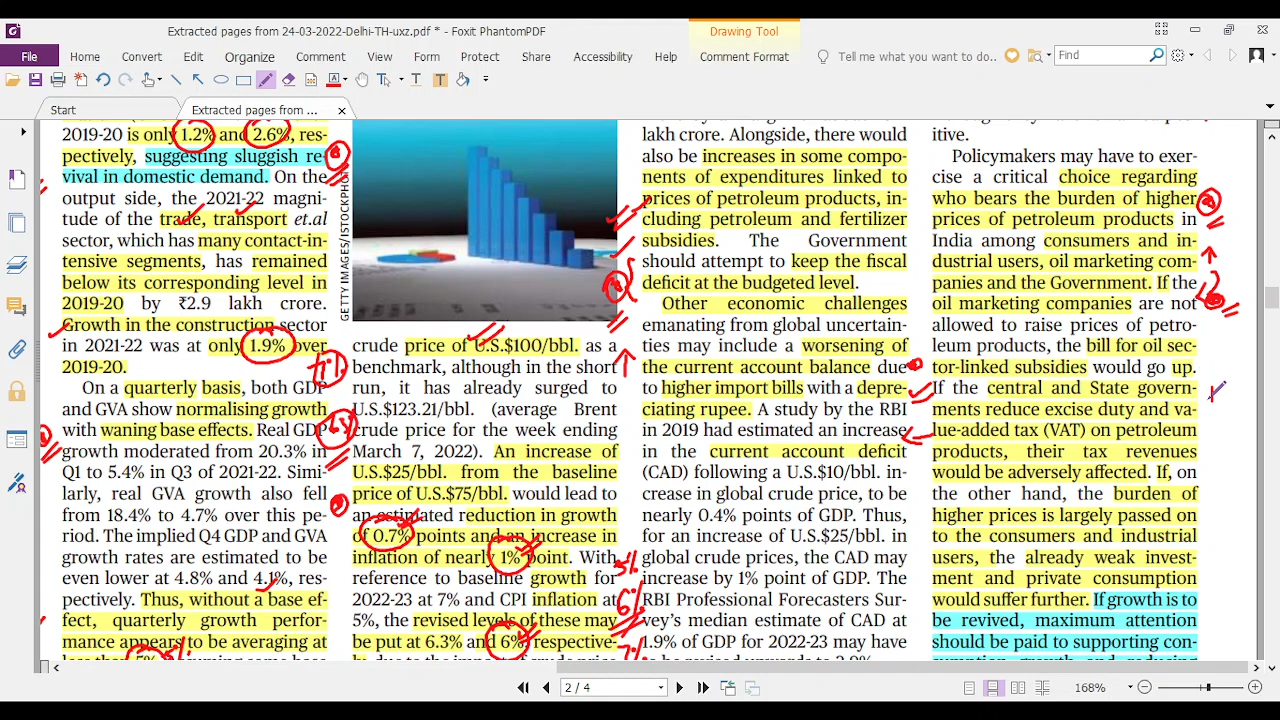 Extracted pages from 24-03-2022-Delhi-TH-uxz.pdf * - Foxit PhantomPDF
Drawing Tool
File Home Convert Edit Organize Comment View Form Protect Share Accessibility Help Comment Format Tell me what you want to do.. Find
Start Extracted pages from ...
2019-20 is only 1.2% and 2.6%, res-
pectively, suggesting sluggish re-
vival in domestic demand. On the
output side, the 2021-22 magni-
tude of the trade, transport et.al
sector, which has many contact-in-
tensive segments, has remained
below its corresponding level in
2019-20 by ₹2.9 lakh crore.
Growth in the construction sector
in 2021-22 was at only 1.9% over
2019-20.
On a quarterly basis, both GDP
and GVA show normalising growth
with waning base effects. Real GDP
growth moderated from 20.3% in
Q1 to 5.4% in Q3 of 2021-22. Simi-
larly, real GVA growth also fell
from 18.4% to 4.7% over this pe-
riod. The implied Q4 GDP and GVA
growth rates are estimated to be
even lower at 4.8% and 4.1%, res-
pectively. Thus, without a base ef-
fect, quarterly growth perfor-
mance appears to be averaging at
less than 5%
GETTY IMAGES/ISTOCKPHOTO
crude price of U.S.$100/bbl. as a
benchmark, although in the short
run, it has already surged to
U.S.$123.21/bbl. (average Brent
crude price for the week ending
March 7, 2022). An increase of
U.S.$25/bbl. from the baseline
price of U.S.$75/bbl. would lead to
an estimated reduction in growth
of 0.7% points and an increase in
inflation of nearly 1% point. With
reference to baseline growth for
2022-23 at 7% and CPI inflation at
5%, the revised levels of these may
be put at 6.3% and 6%, respective-
7%
5%
6%
7%
lakh crore. Alongside, there would
also be increases in some compo-
nents of expenditures linked to
prices of petroleum products, in-
cluding petroleum and fertilizer
subsidies. The Government
should attempt to keep the fiscal
deficit at the budgeted level.
Other economic challenges
emanating from global uncertain-
ties may include a worsening of
the current account balance due
to higher import bills with a depre-
ciating rupee. A study by the RBI
in 2019 had estimated an increase
in the current account deficit
(CAD) following a U.S.$10/bbl. in-
crease in global crude price, to be
nearly 0.4% points of GDP. Thus,
for an increase of U.S.$25/bbl. in
global crude prices, the CAD may
increase by 1% point of GDP. The
RBI Professional Forecasters Sur-
vey's median estimate of CAD at
1.9% of GDP for 2022-23 may have
itive.
Policymakers may have to exer-
cise a critical choice regarding
who bears the burden of higher
prices of petroleum products in
India among consumers and in-
dustrial users, oil marketing com-
panies and the Government. If the
oil marketing companies are not
allowed to raise prices of petro-
leum products, the bill for oil sec-
tor-linked subsidies would go up.
If the central and State govern-
ments reduce excise duty and va-
lue-added tax (VAT) on petroleum
products, their tax revenues
would be adversely affected. If, on
the other hand, the burden of
higher prices is largely passed on
to the consumers and industrial
users, the already weak invest-
ment and private consumption
would suffer further. If growth is to
be revived, maximum attention
should be paid to supporting con-
2 / 4
168%